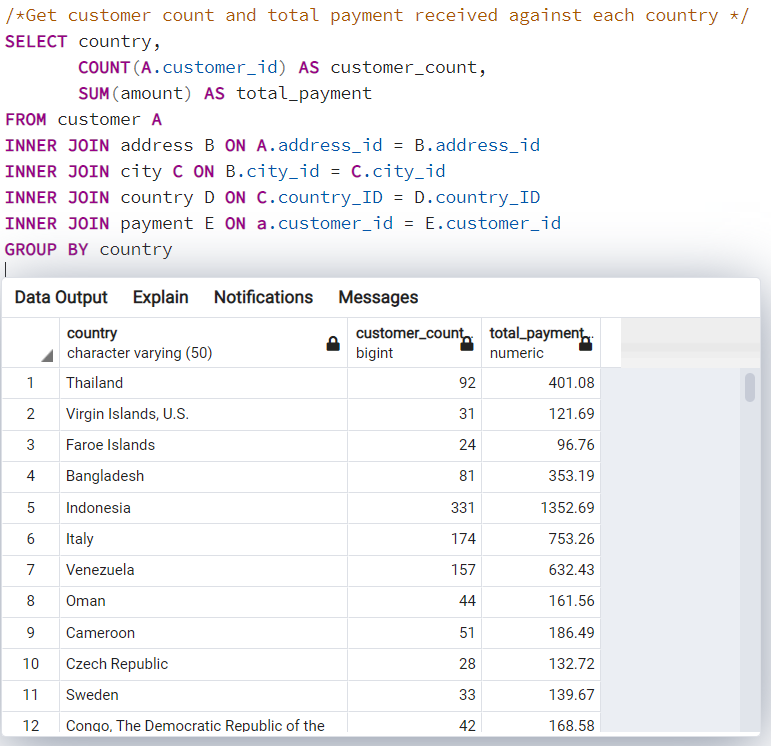 /*Get customer count and total payment received against each country */
SELECT country,
COUNT(A.customer_id) AS customer_count,
SUM(amount) AS total_payment
FROM customer A
INNER JOIN address B ON A.address_id = B.address_id
INNER JOIN city C ON B.city_id = C.city_id
INNER JOIN country D ON C.country_ID = D.country_ID
INNER JOIN payment E ON a.customer_id = E.customer_id
GROUP BY country
Data Output Explain Notifications Messages
country customer_count total_payment..
character varying (50) bigint numeric
1 Thailand 92 401.08
2 Virgin Islands, U.S. 31 121.69
3 Faroe Islands 24 96.76
4 Bangladesh 81 353.19
5 Indonesia 331 1352.69
6 Italy 174 753.26
7 Venezuela 157 632.43
8 Oman 44 161.56
9 Cameroon 51 186.49
10 Czech Republic 28 132.72
11 Sweden 33 139.67
12 Congo, The Democratic Republic of the 42 168.58